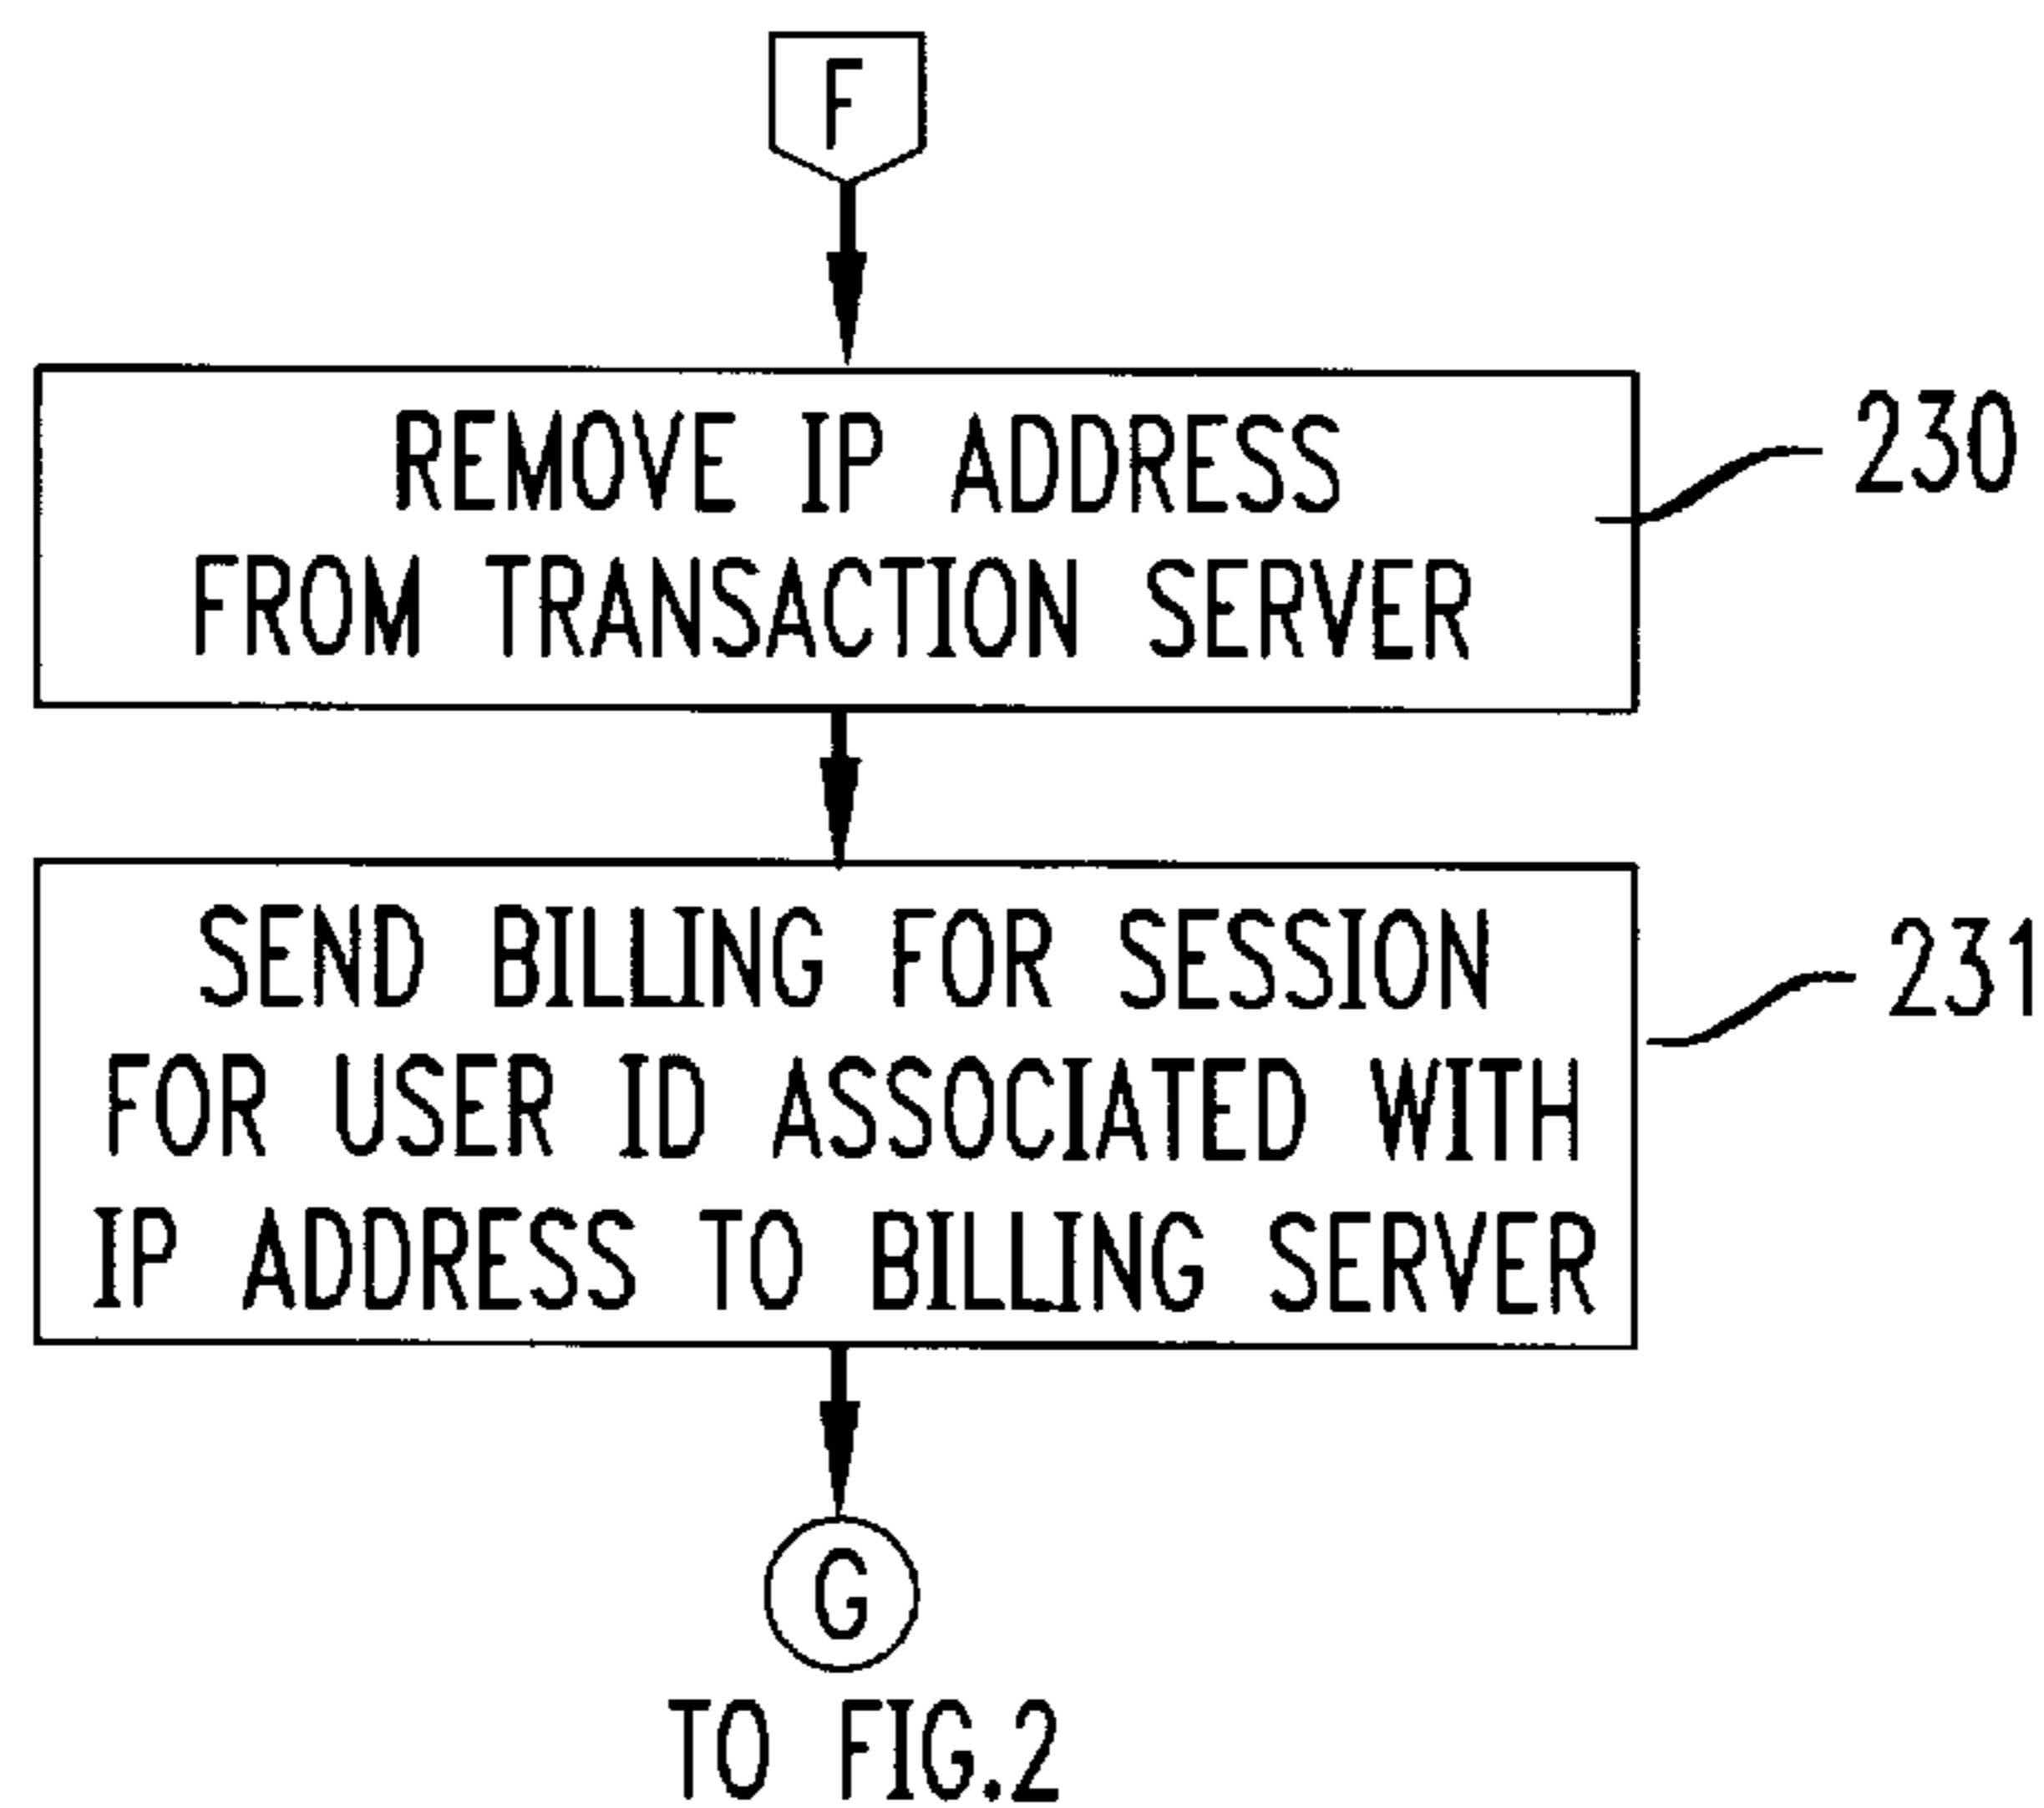 F
REMOVE IP ADDRESS
FROM TRANSACTION SERVER
230
SEND BILLING FOR SESSION
FOR USER ID ASSOCIATED WITH
IP ADDRESS TO BILLING SERVER
231
G
TO FIG.2